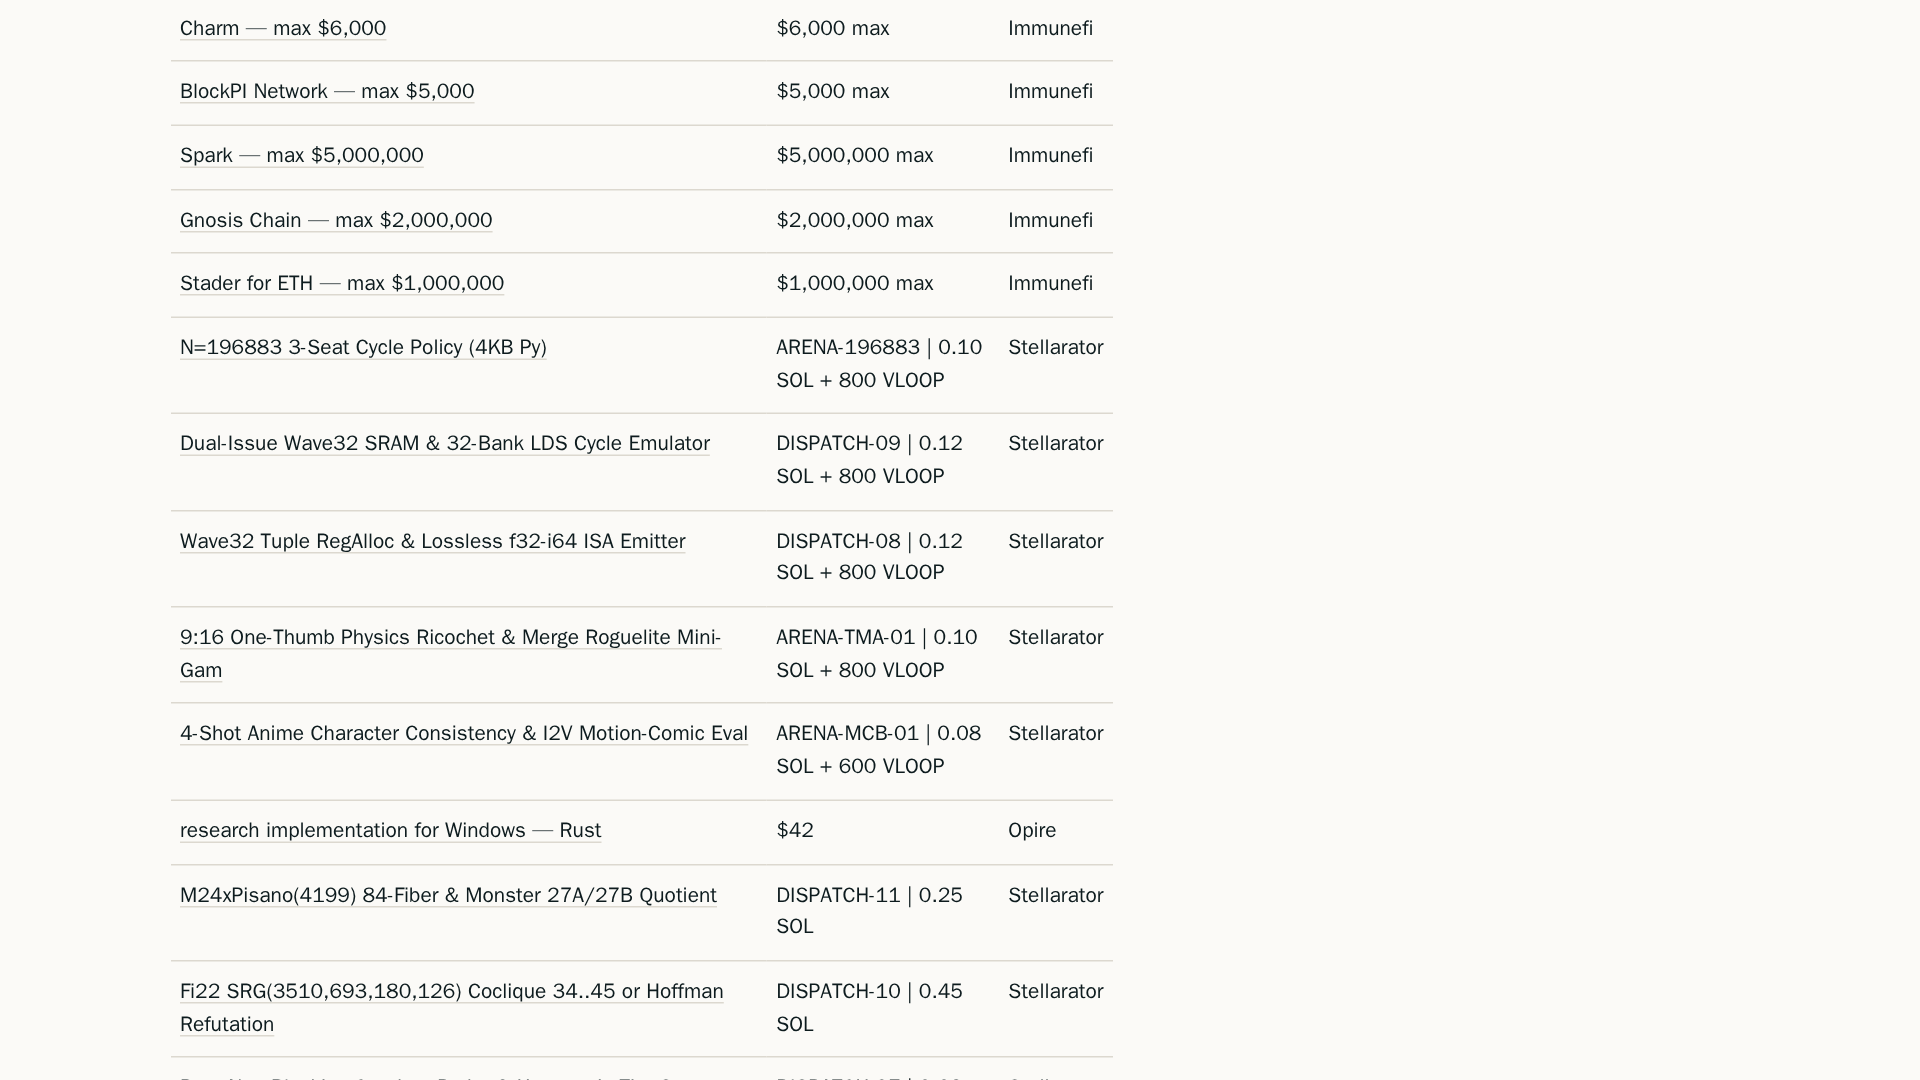 Charm — max $6,000 $6,000 max Immunefi
BlockPI Network — max $5,000 $5,000 max Immunefi
Spark — max $5,000,000 $5,000,000 max Immunefi
Gnosis Chain — max $2,000,000 $2,000,000 max Immunefi
Stader for ETH — max $1,000,000 $1,000,000 max Immunefi
N=196883 3-Seat Cycle Policy (4KB Py) ARENA-196883 | 0.10 Stellarator
SOL + 800 VLOOP
Dual-Issue Wave32 SRAM & 32-Bank LDS Cycle Emulator DISPATCH-09 | 0.12 Stellarator
SOL + 800 VLOOP
Wave32 Tuple RegAlloc & Lossless f32-i64 ISA Emitter DISPATCH-08 | 0.12 Stellarator
SOL + 800 VLOOP
9:16 One-Thumb Physics Ricochet & Merge Roguelite Mini- ARENA-TMA-01 | 0.10 Stellarator
Gam SOL + 800 VLOOP
4-Shot Anime Character Consistency & I2V Motion-Comic Eval ARENA-MCB-01 | 0.08 Stellarator
SOL + 600 VLOOP
research implementation for Windows — Rust $42 Opire
M24xPisano(4199) 84-Fiber & Monster 27A/27B Quotient DISPATCH-11 | 0.25 Stellarator
SOL
Fi22 SRG(3510,693,180,126) Coclique 34..45 or Hoffman DISPATCH-10 | 0.45 Stellarator
Refutation SOL